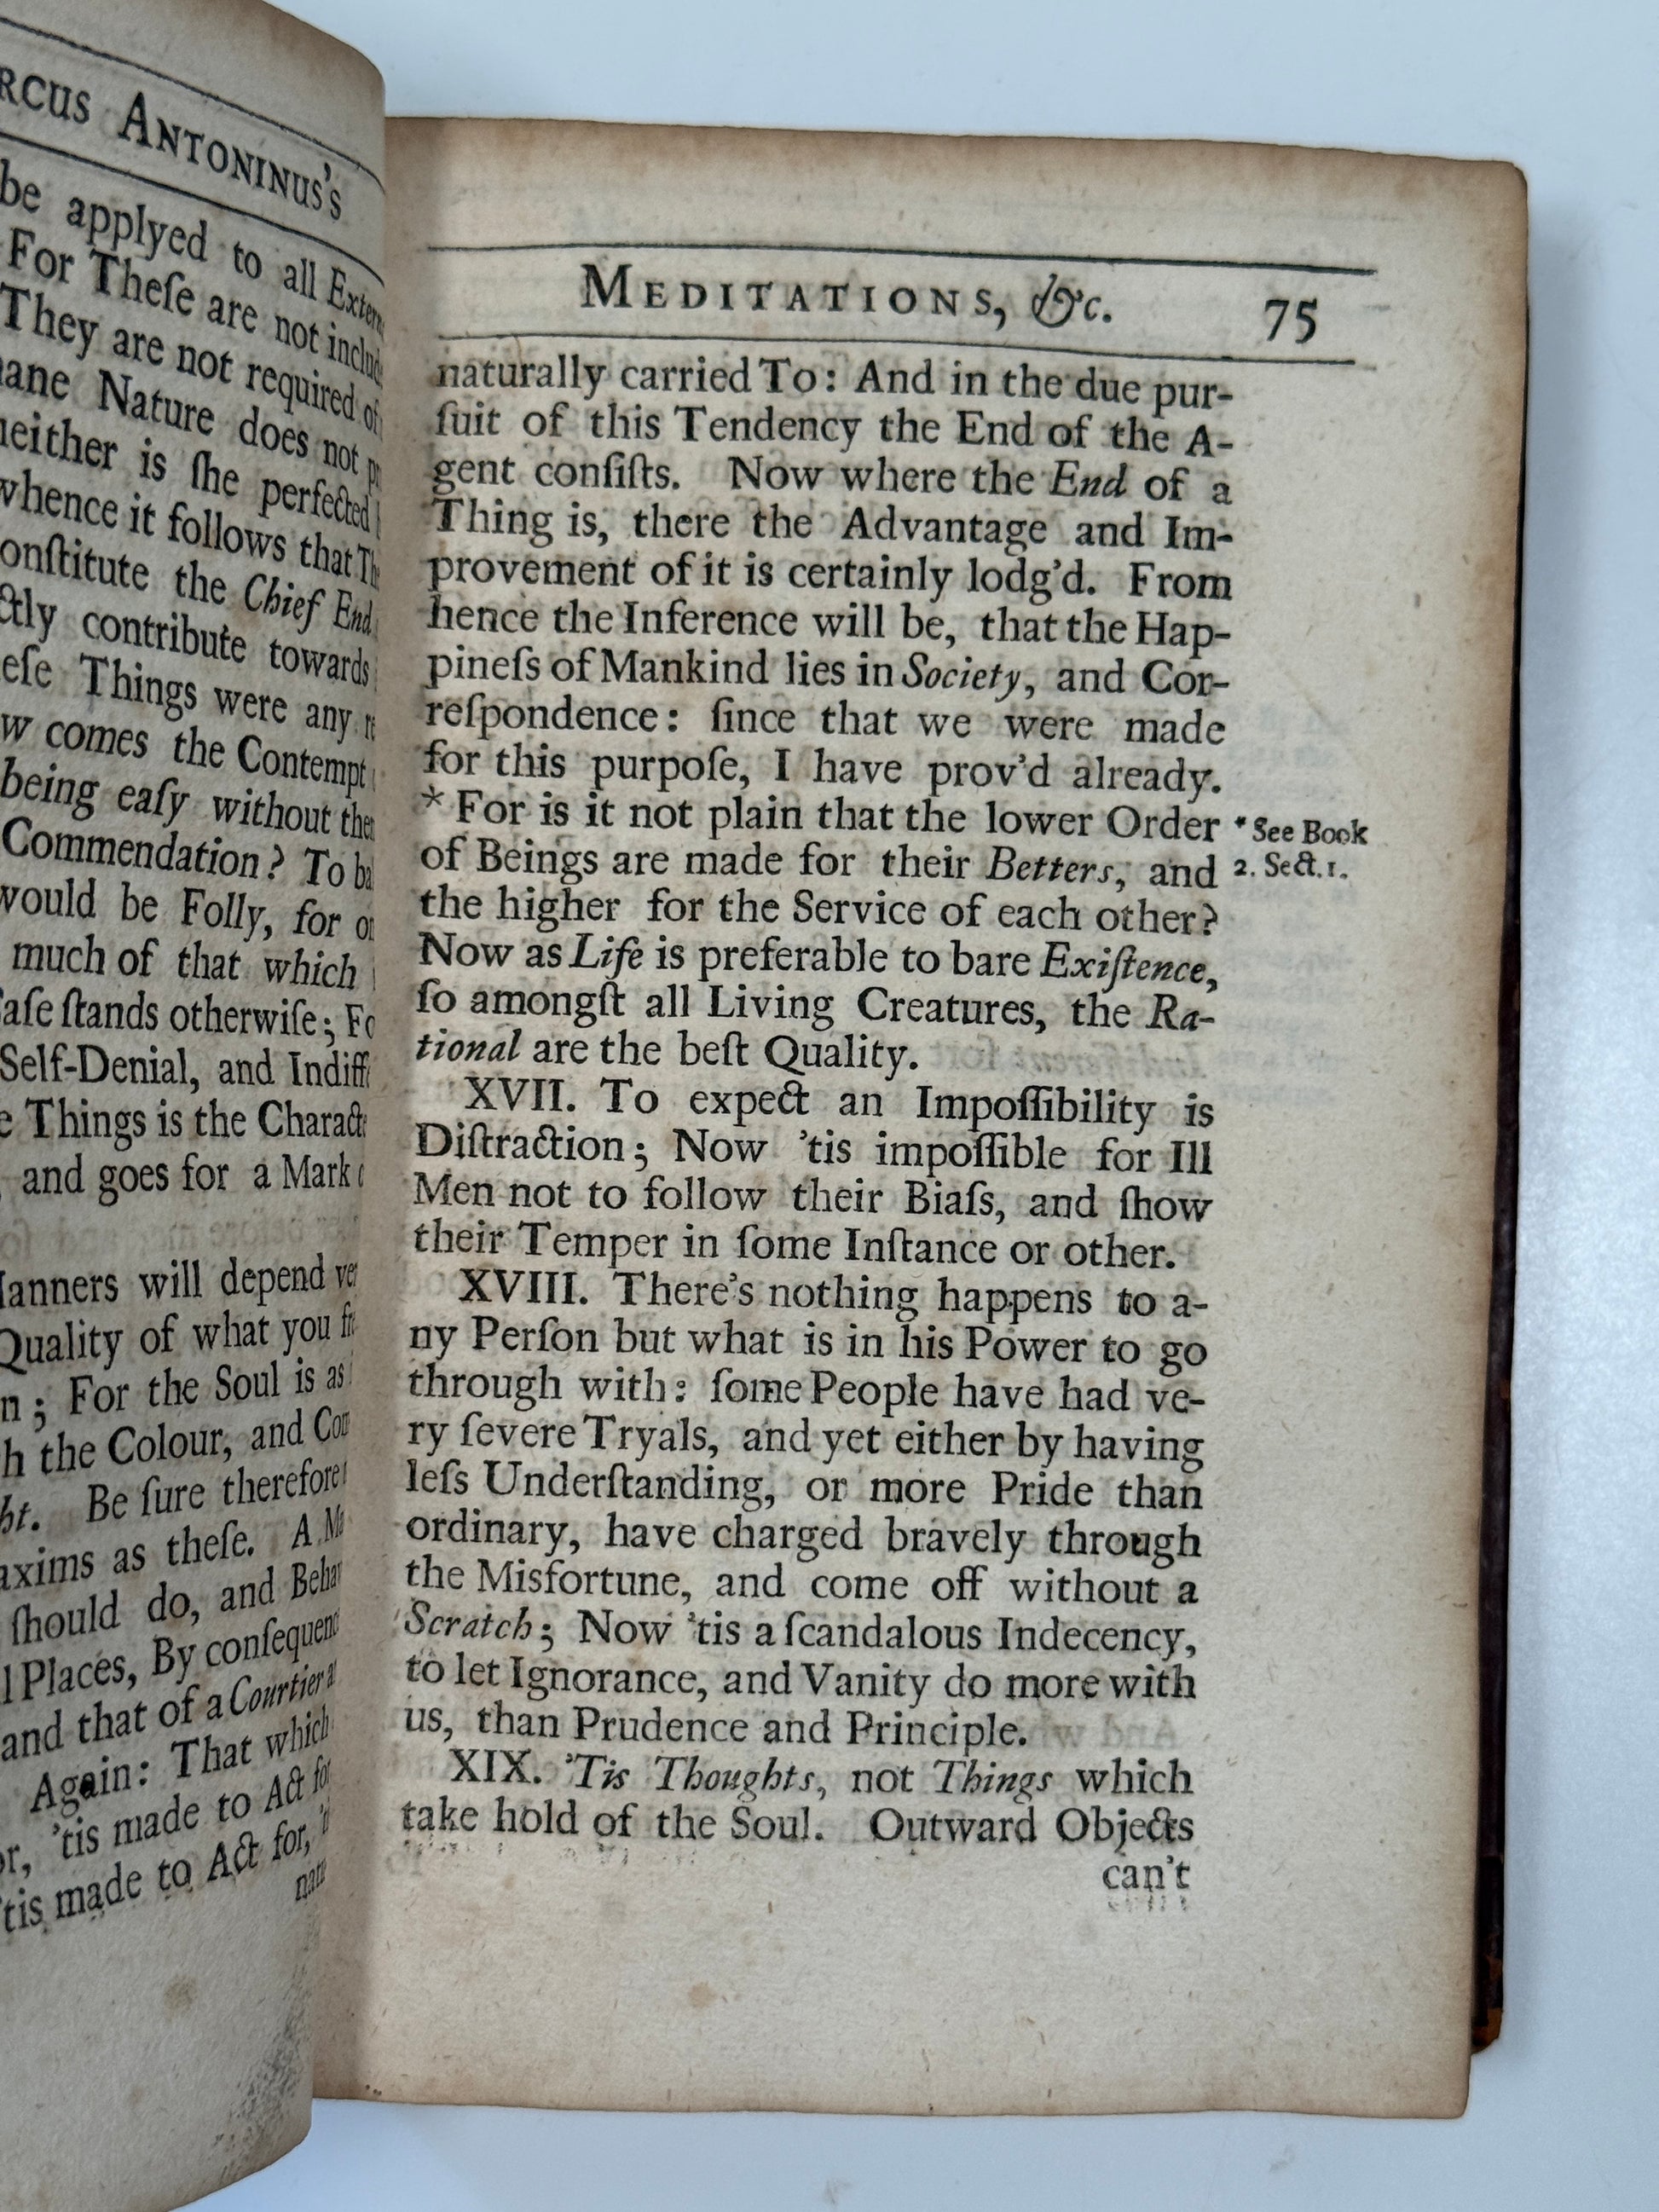 RCUS ANTONINUS's
be applyed to all
For Theſe are not
They are not required
Nature does not
neither is ſhe perfected
whence it follows that
onſtitute the Chief End
ctly contribute towards
eſe Things were any
w comes the Contempt
being eaſy without
Commendation? To
would be Folly, for
much of that which
aſe ſtands otherwiſe;
Self-Denial, and
Things is the
and goes for a Mark
anners will depend
Quality of what you
n; For the Soul is as
h the Colour, and
ht. Be ſure therefore
axims as theſe. A
ſhould do, and
l Places, By
and that of a Courtier
Again: That which
or, 'tis made to Act for
'tis made to Act for,
MEDITATIONS, &c. 75
naturally carried To: And in the due pur-
ſuit of this Tendency the End of the A-
gent conſiſts. Now where the End of a
Thing is, there the Advantage and Im-
provement of it is certainly lodg'd. From
hence the Inference will be, that the Hap-
pineſs of Mankind lies in Society, and Cor-
reſpondence: ſince that we were made
for this purpoſe, I have prov'd already.
* For is it not plain that the lower Order
of Beings are made for their Betters, and
the higher for the Service of each other?
Now as Life is preferable to bare Exiſtence,
ſo amongſt all Living Creatures, the Ra-
tional are the beſt Quality.
* See Book
2. Sect. 1.
XVII. To expect an Impoſſibility is
Diſtraction; Now 'tis impoſſible for Ill
Men not to follow their Biaſs, and ſhow
their Temper in ſome Inſtance or other.
XVIII. There's nothing happens to a-
ny Perſon but what is in his Power to go
through with: ſome People have had ve-
ry ſevere Tryals, and yet either by having
leſs Underſtanding, or more Pride than
ordinary, have charged bravely through
the Misfortune, and come off without a
Scratch; Now 'tis a ſcandalous Indecency,
to let Ignorance, and Vanity do more with
us, than Prudence and Principle.
XIX. 'Tis Thoughts, not Things which
take hold of the Soul. Outward Objects
can't